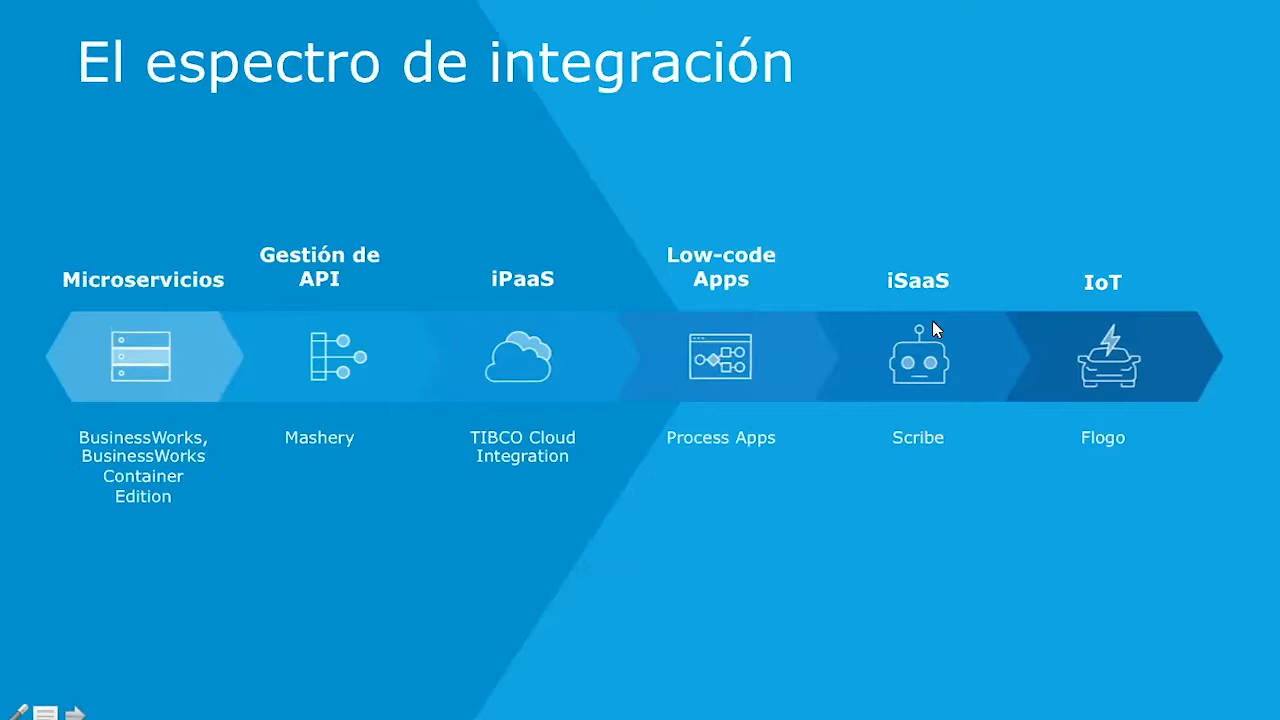 El espectro de integración
Microservicios
Gestión de
API
iPaaS
Low-code
Apps
iSaaS
IoT
BusinessWorks,
BusinessWorks
Container
Edition
Mashery
TIBCO Cloud
Integration
Process Apps
Scribe
Flogo